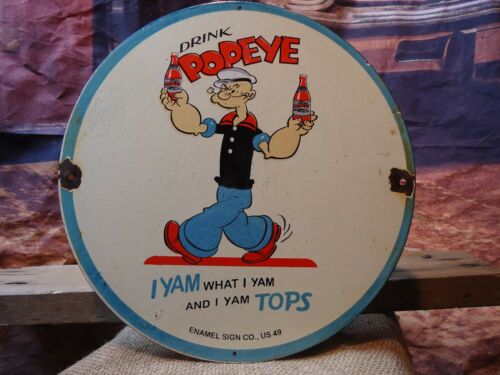 DRINK
POPEYE
I YAM WHAT I YAM
AND I YAM TOPS
ENAMEL SIGN CO., US 49